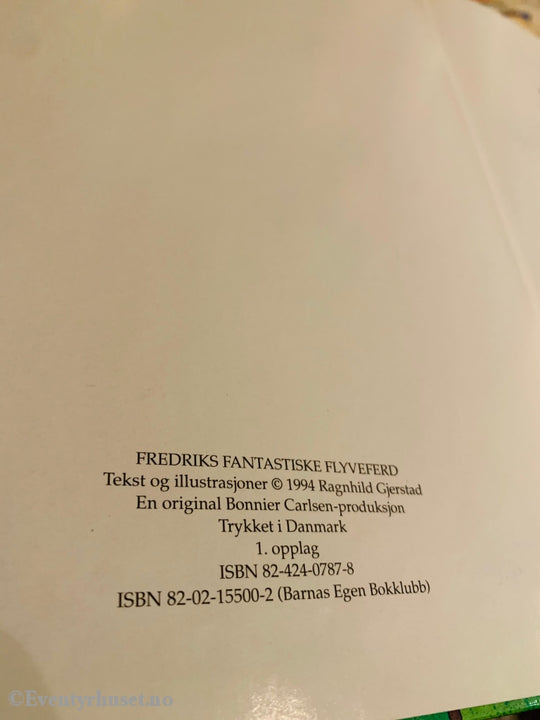 FREDRIKS FANTASTISKE FLYVEFERD
Tekst og illustrasjoner © 1994 Ragnhild Gjerstad
En original Bonnier Carlsen-produksjon
Trykket i Danmark
1. opplag
ISBN 82-424-0787-8
ISBN 82-02-15500-2 (Barnas Egen Bokklubb)
©Eventyrhuset.no